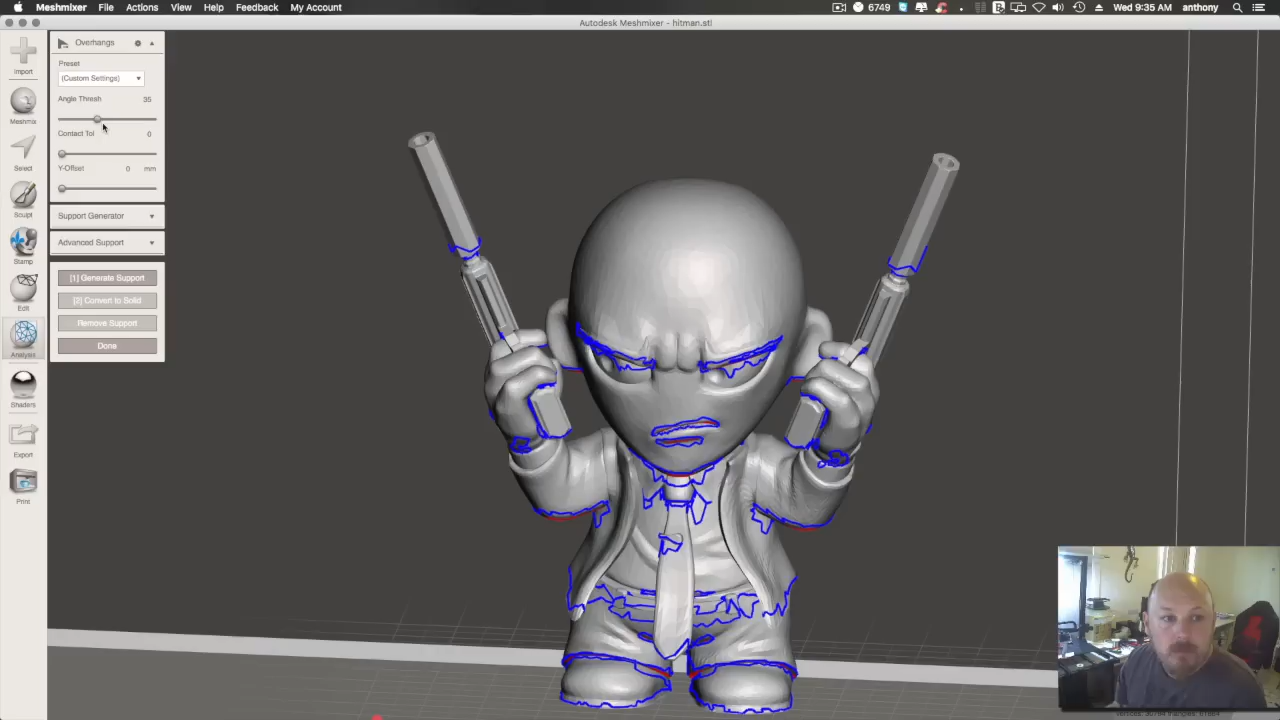 Meshmixer File Actions View Help Feedback My Account 6749 Wed 9:35 AM anthony
Autodesk Meshmixer - hitman.stl
Import
Meshmix
Select
Sculpt
Stamp
Edit
Analysis
Shaders
Export
Print
Overhangs
Preset
(Custom Settings)
Angle Thresh 35
Contact Tol 0
Y-Offset 0 mm
Support Generator
Advanced Support
[1] Generate Support
[2] Convert to Solid
Remove Support
Done